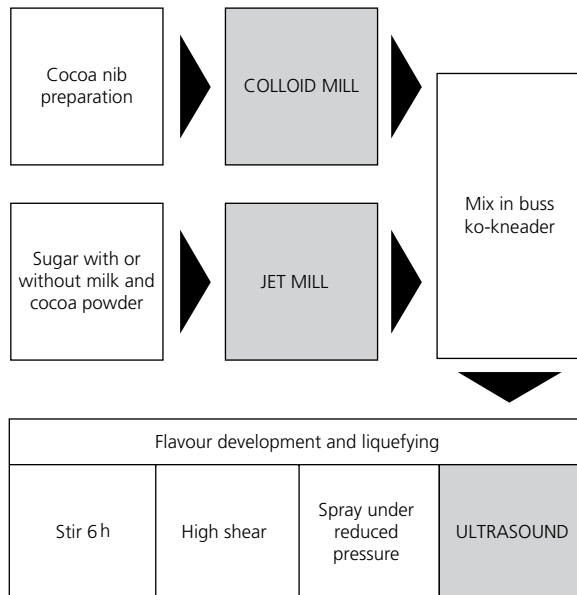 Cocoa nib
preparation
COLLOID MILL
Mix in buss
ko-kneader
Sugar with or
without milk and
cocoa powder
JET MILL
Flavour development and liquefying
Stir 6 h
High shear
Spray under
reduced
pressure
ULTRASOUND